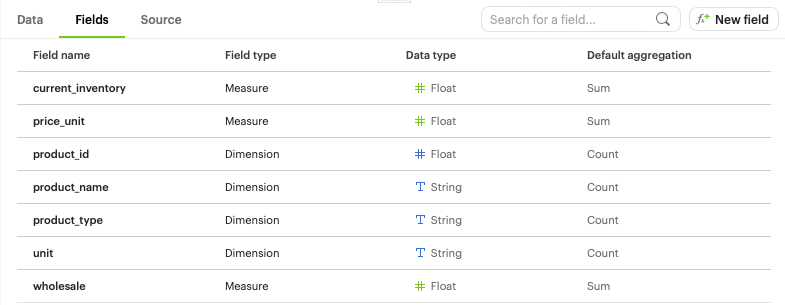 Data Fields Source Search for a field... fx+ New field
Field name Field type Data type Default aggregation
current_inventory Measure # Float Sum
price_unit Measure # Float Sum
product_id Dimension # Float Count
product_name Dimension T String Count
product_type Dimension T String Count
unit Dimension T String Count
wholesale Measure # Float Sum